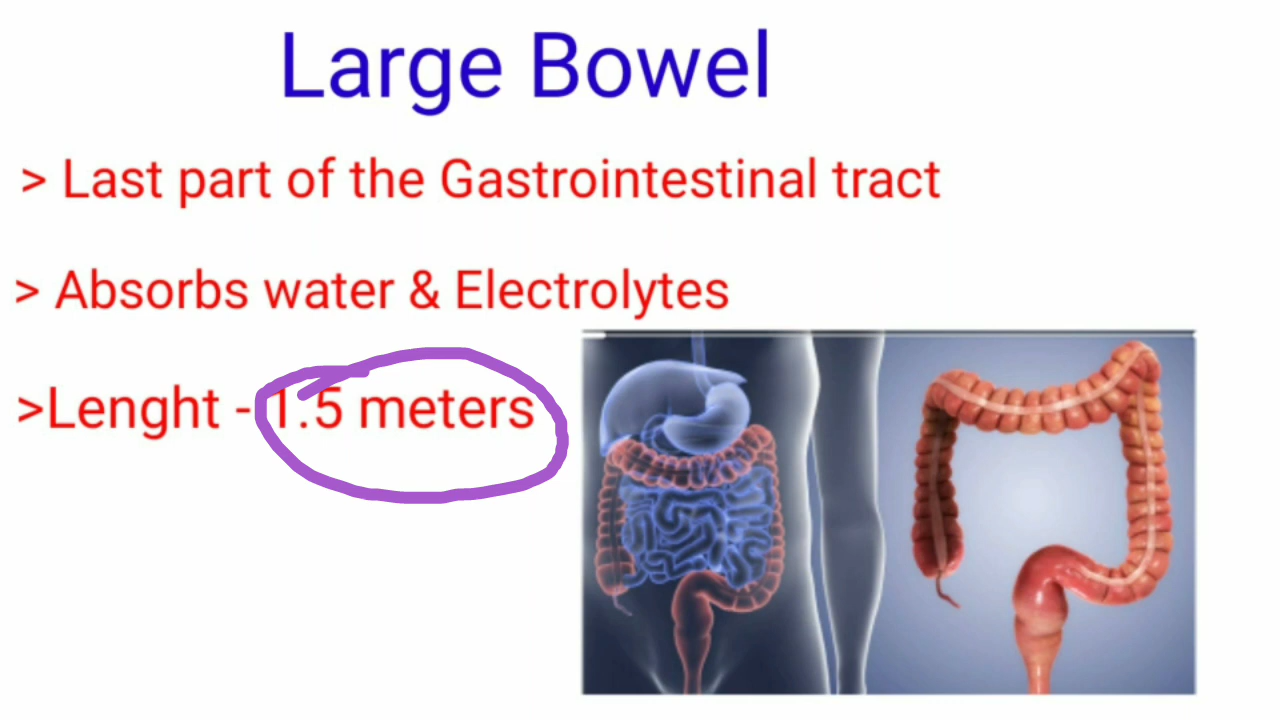 Large Bowel
> Last part of the Gastrointestinal tract
> Absorbs water & Electrolytes
>Lenght - 1.5 meters